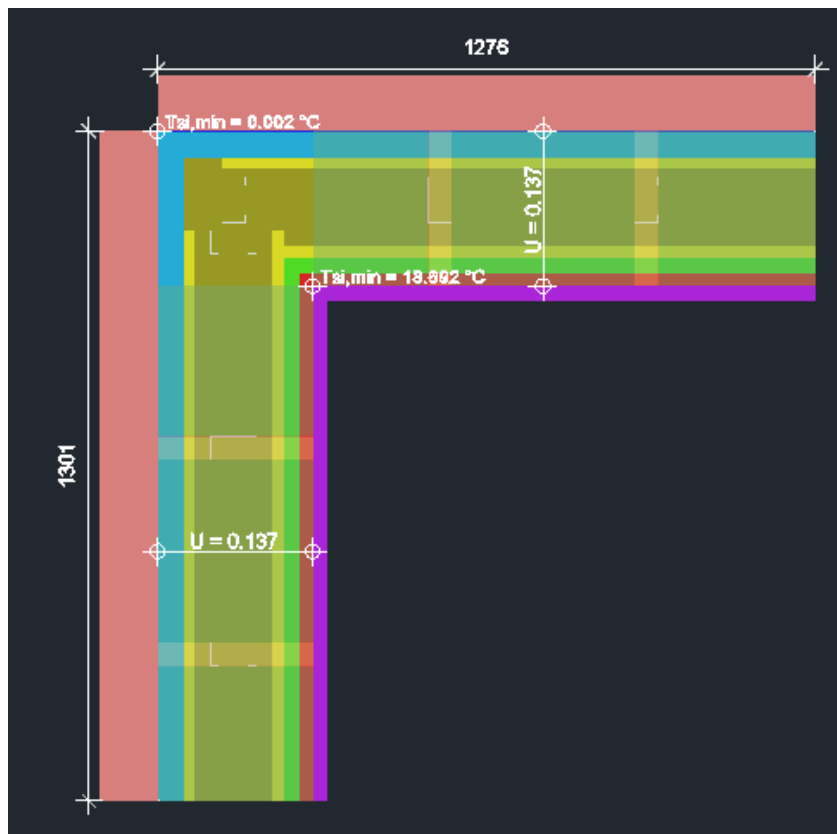 1276
Tsi,min = 0.002 °C
U = 0.137
Tsi,min = 18.692 °C
1301
U = 0.137